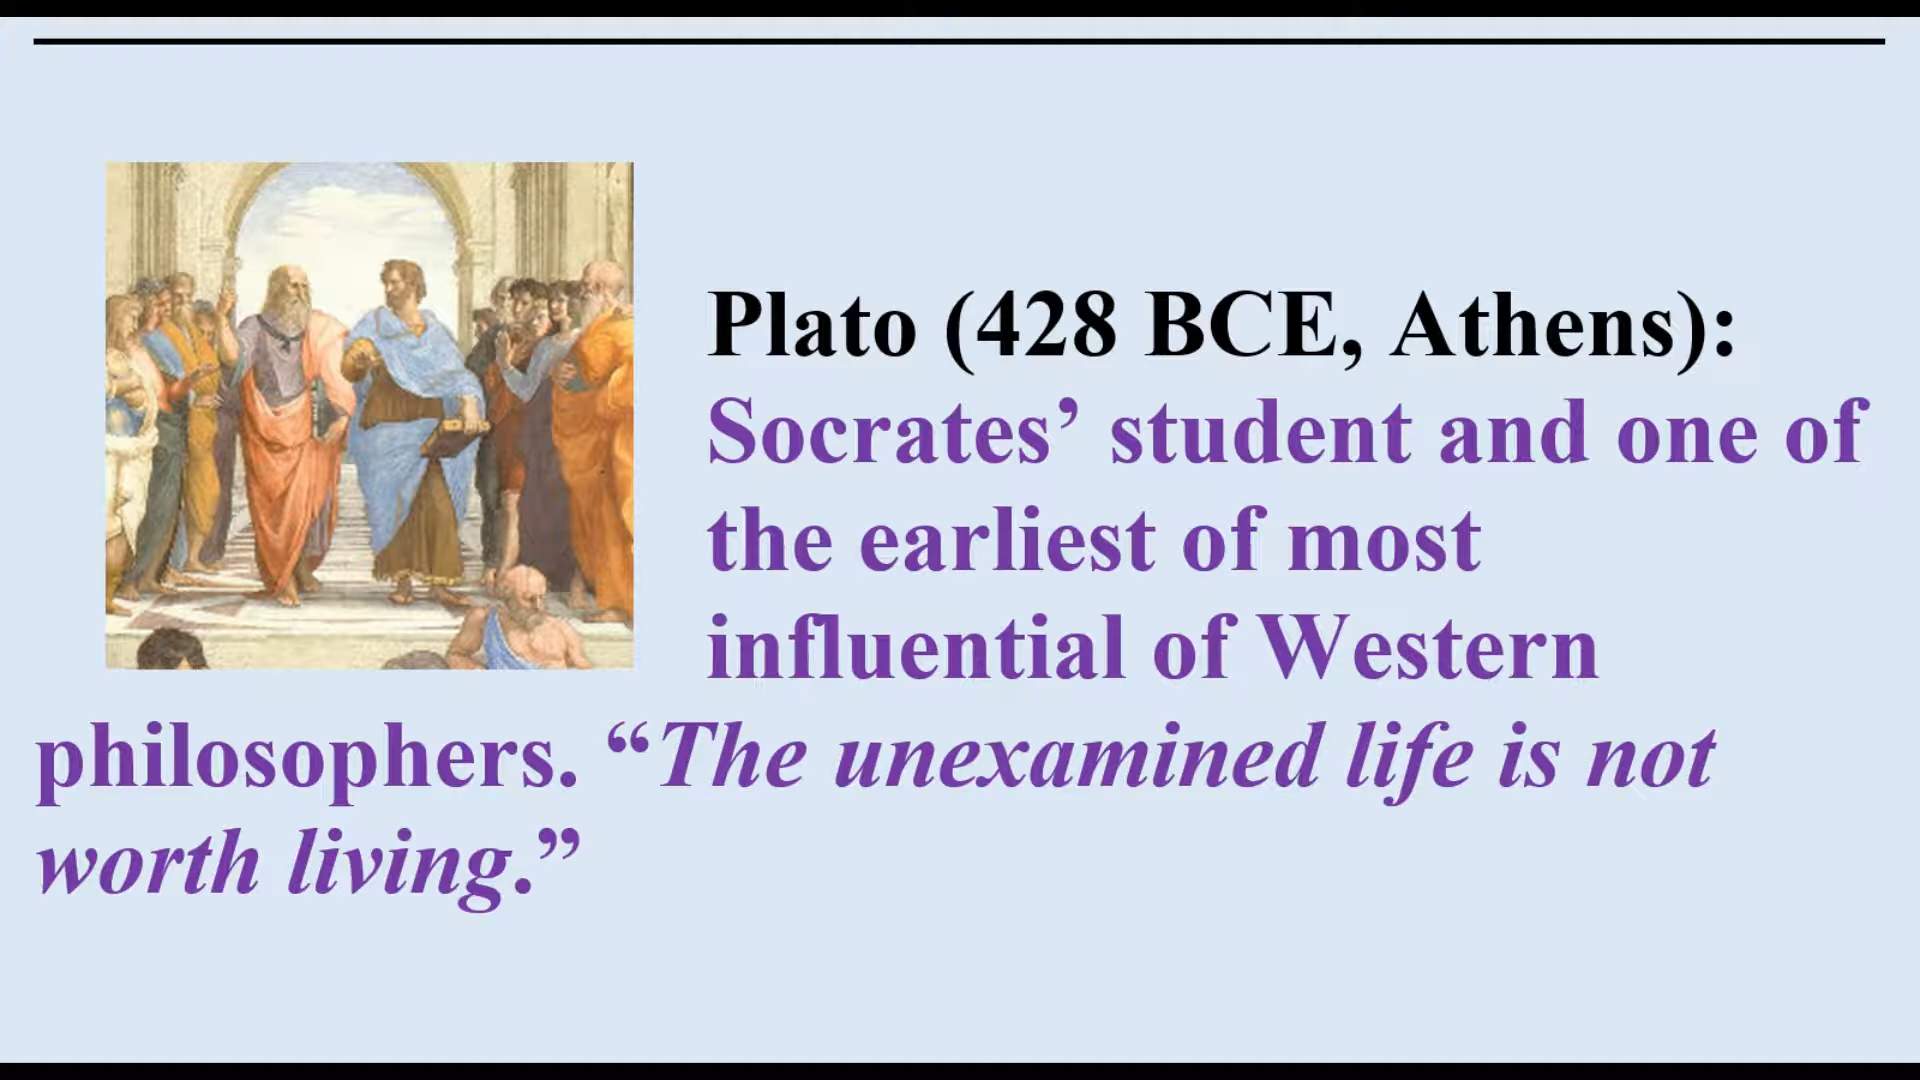 Plato (428 BCE, Athens):
Socrates’ student and one of
the earliest of most
influential of Western
philosophers. “The unexamined life is not
worth living.”